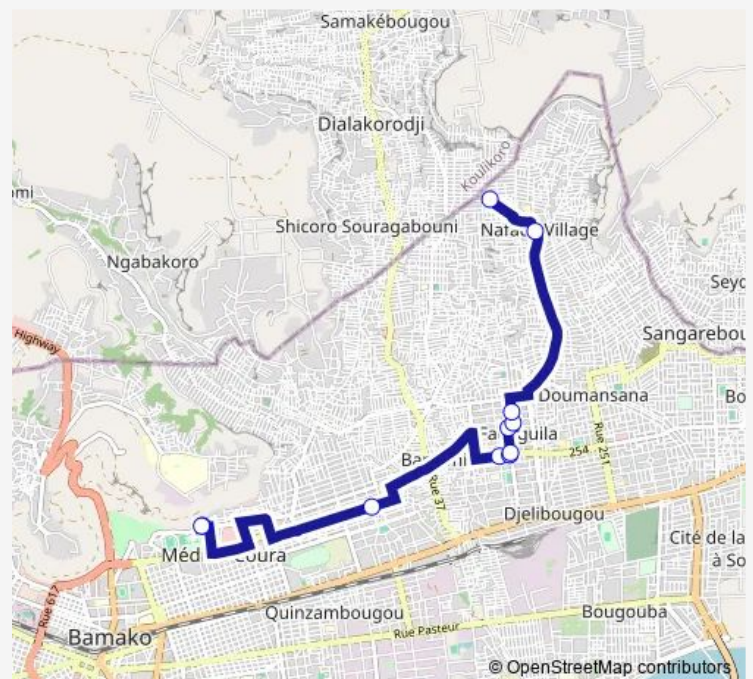 Samakébougou
Dialakorodji
Koulikoro
omi
Shicoro Souragabouni
Village
Ngabakoro
Seyc
Highway
Sangarebou
Doumansana
Bo
Rue 251
254
Rue 37
Djelibougou
Cité de la
à So
Rue 617
Quinzambougou
Bougouba
Bamako
Rue Pasteur
© OpenStreetMap contributors